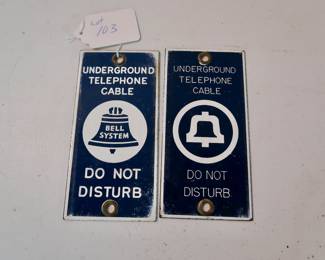 Lot
103
UNDERGROUND
TELEPHONE
CABLE
BELL
SYSTEM
DO NOT
DISTURB
UNDERGROUND
TELEPHONE
CABLE
DO NOT
DISTURB